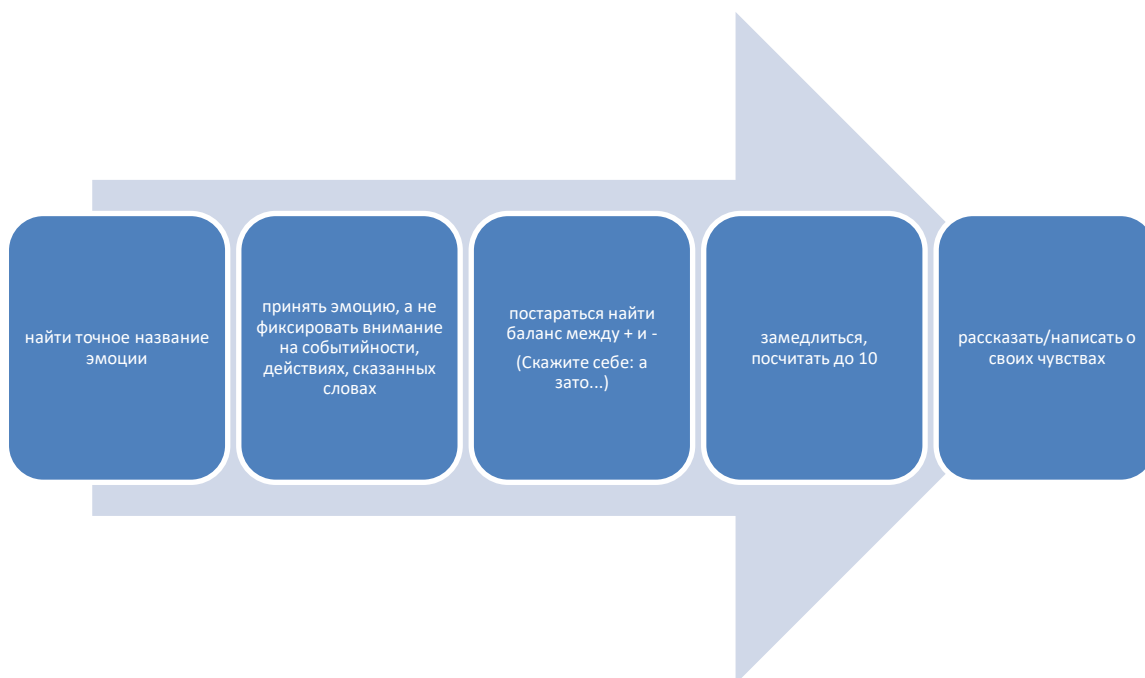 найти точное название
эмоции
принять эмоцию, а не
фиксировать внимание
на событийности,
действиях, сказанных
словах
постараться найти
баланс между + и -
(Скажите себе: а
зато...)
замедлиться,
посчитать до 10
рассказать/написать о
своих чувствах